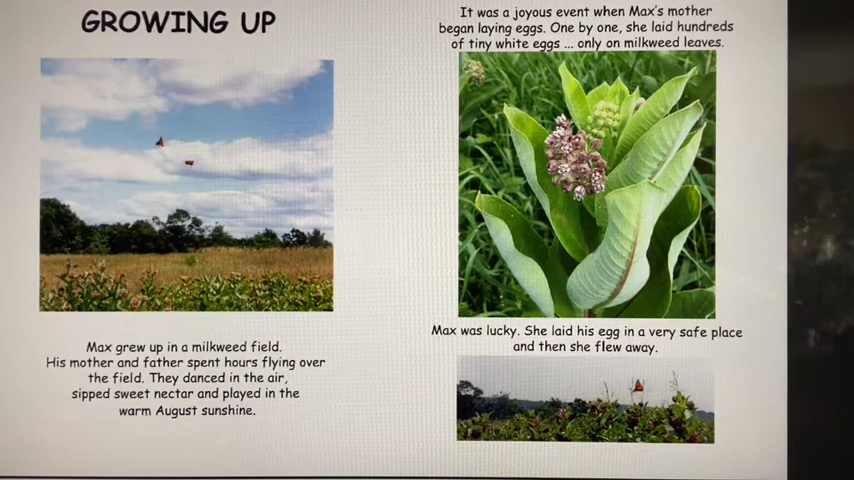 GROWING UP
Max grew up in a milkweed field.
His mother and father spent hours flying over
the field. They danced in the air,
sipped sweet nectar and played in the
warm August sunshine.
It was a joyous event when Max's mother
began laying eggs. One by one, she laid hundreds
of tiny white eggs ... only on milkweed leaves.
Max was lucky. She laid his egg in a very safe place
and then she flew away.